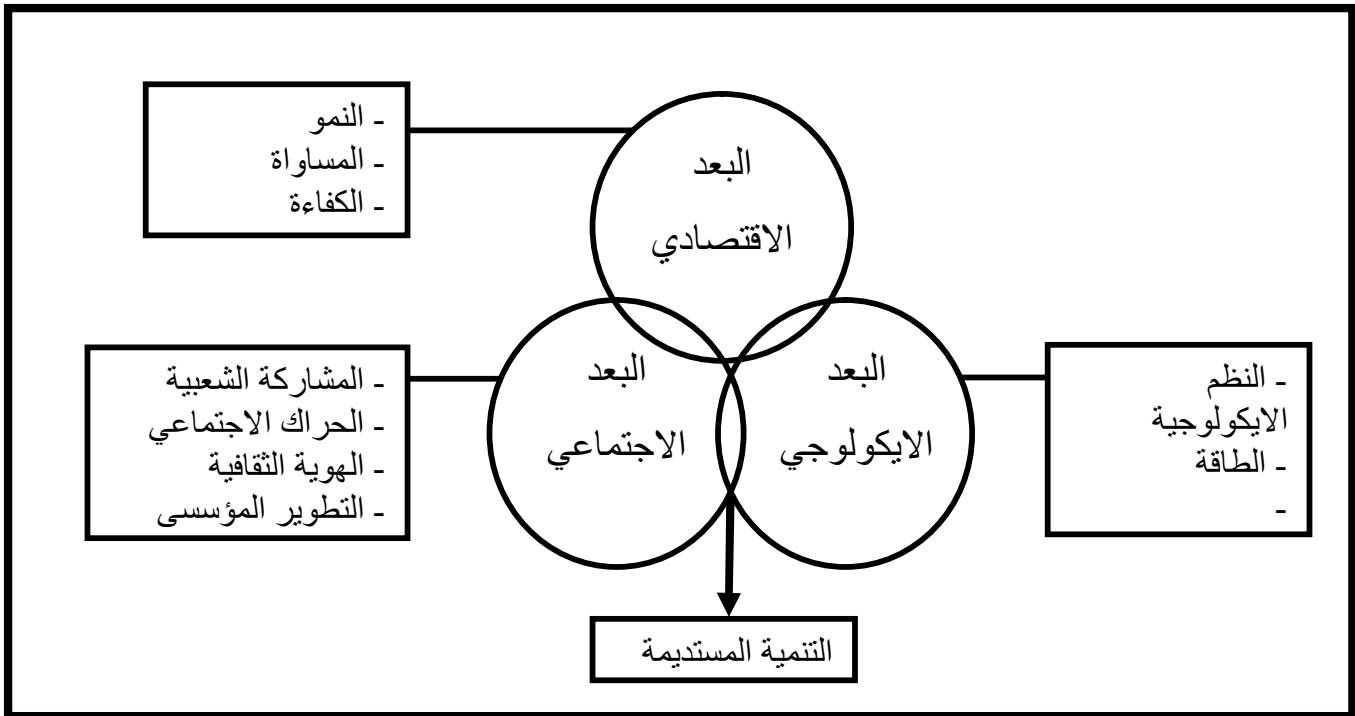 - النمو
- المساواة
- الكفاءة
البعد
الاقتصادي
- النظم
الايكولوجية
- الطاقة
-
البعد
الايكولوجي
البعد
الاجتماعي
- المشاركة الشعبية
- الحراك الاجتماعي
- الهوية الثقافية
- التطوير المؤسسى
التنمية المستديمة